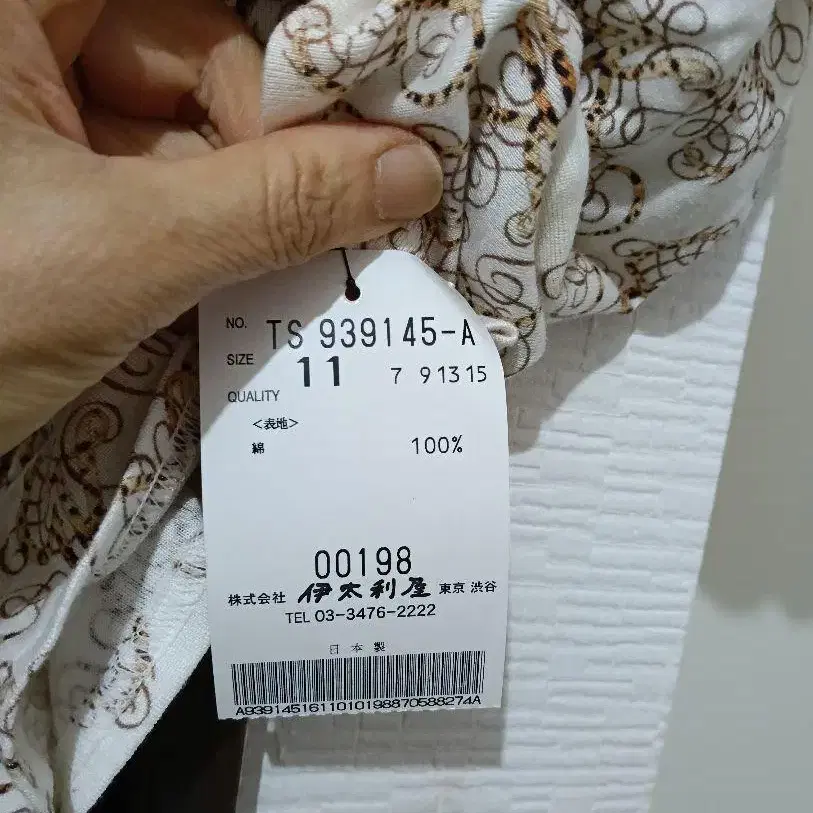 NO. TS 939145-A
SIZE 11 7 9 13 15
QUALITY
<表地>
綿 100%
00198
株式会社 伊太利屋 東京 渋谷
TEL 03-3476-2222
日本製
A9391451611010198870588274A